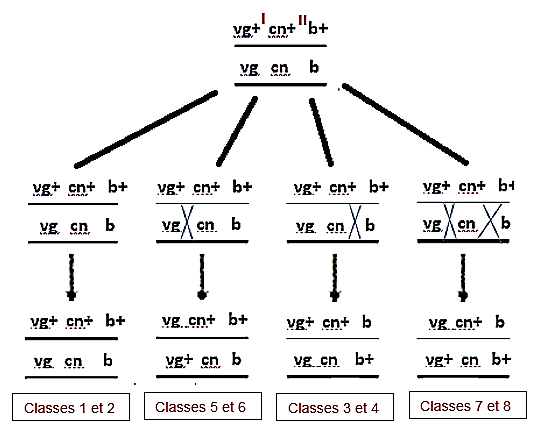 vg+ I cn+ II b+
vg cn b
vg+ cn+ b+
vg cn b
vg+ cn+ b+
vg cn b
vg+ cn+ b+
vg cn b
vg+ cn+ b+
vg cn b
vg+ cn+ b+
vg cn b
vg cn+ b+
vg+ cn b
vg+ cn+ b
vg cn b+
vg cn+ b
vg+ cn b+
Classes 1 et 2
Classes 5 et 6
Classes 3 et 4
Classes 7 et 8